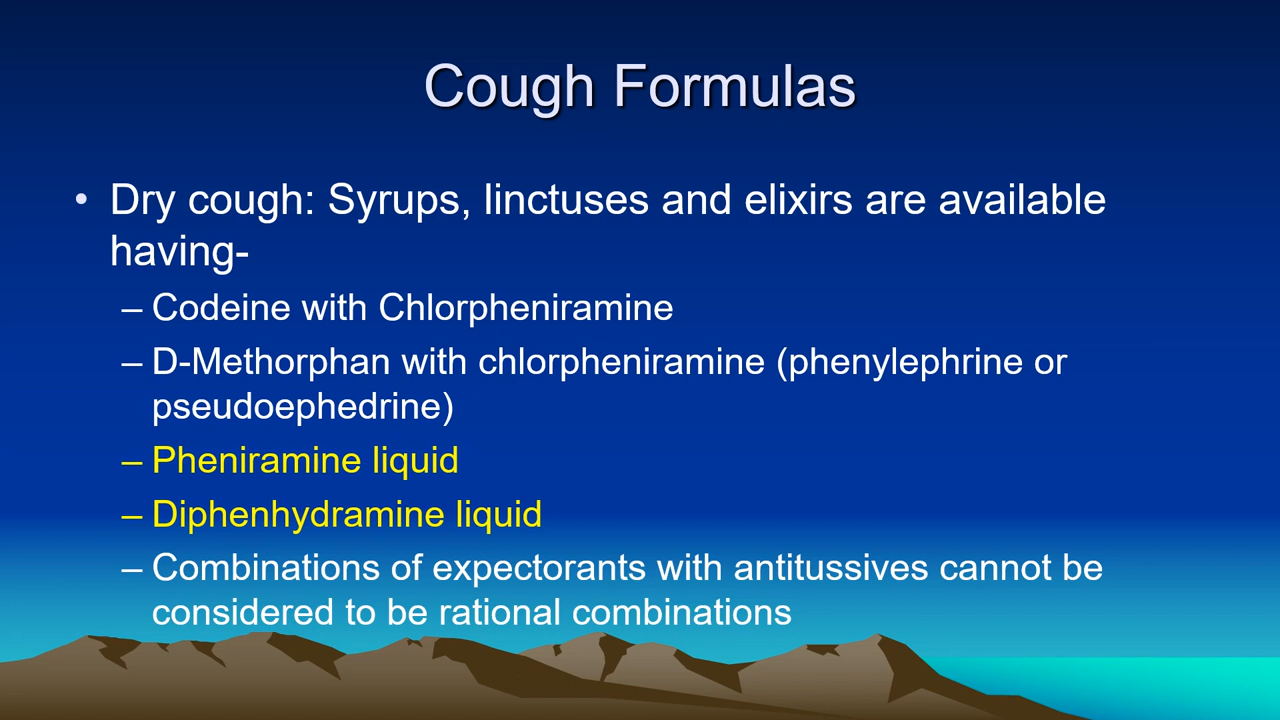 Cough Formulas
• Dry cough: Syrups, linctuses and elixirs are available
having-
– Codeine with Chlorpheniramine
– D-Methorphan with chlorpheniramine (phenylephrine or
pseudoephedrine)
– Pheniramine liquid
– Diphenhydramine liquid
– Combinations of expectorants with antitussives cannot be
considered to be rational combinations